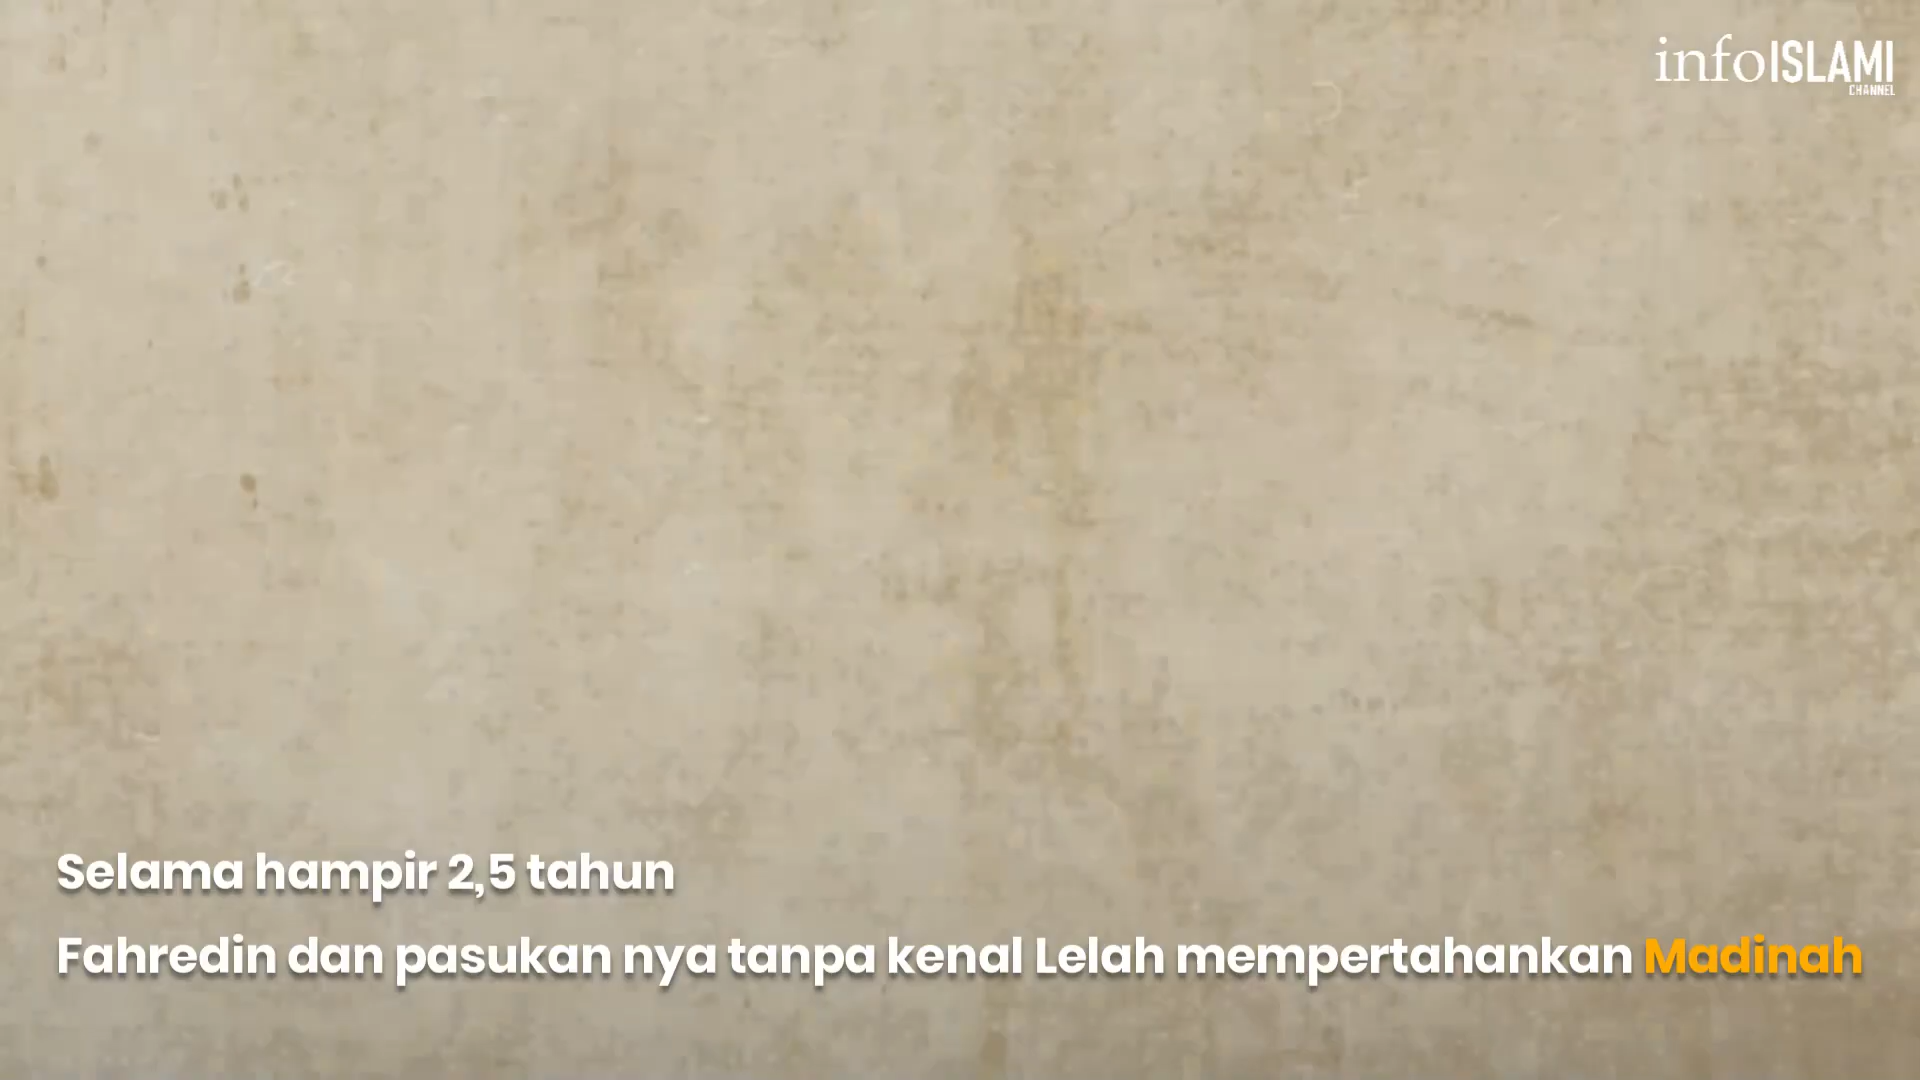 infoISLAMI
CHANNEL
Selama hampir 2,5 tahun
Fahredin dan pasukan nya tanpa kenal Lelah mempertahankan Madinah